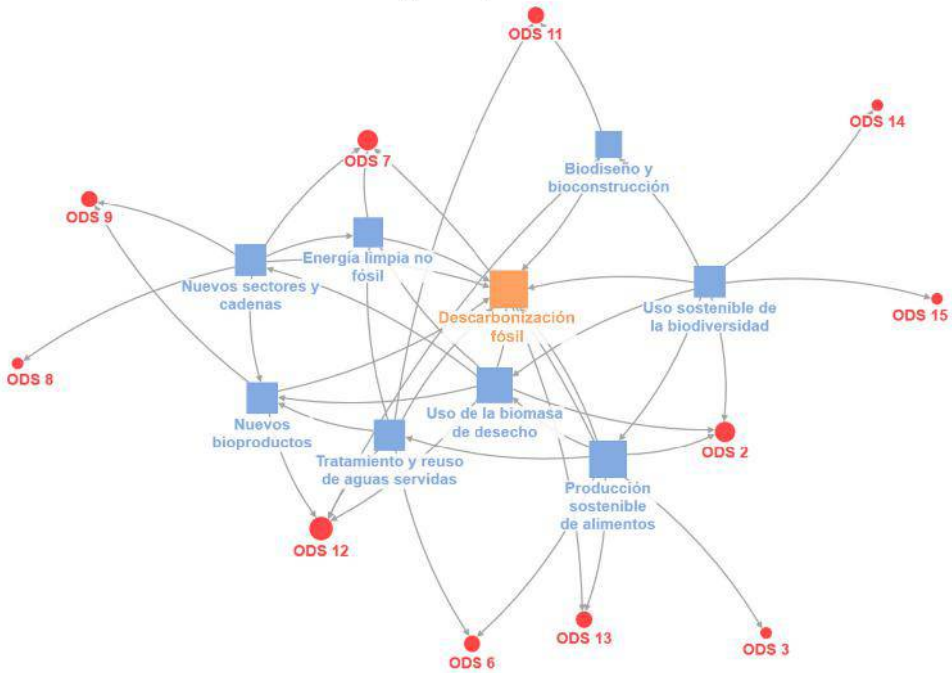 ODS 11
ODS 14
ODS 7
Biodiseño y
bioconstrucción
ODS 9
Energía limpia no
fósil
Nuevos sectores y
cadenas
Descarbonización
fósil
Uso sostenible de
la biodiversidad
ODS 15
ODS 8
Nuevos
bioproductos
Uso de la biomasa
de desecho
ODS 2
Tratamiento y reuso
de aguas servidas
Producción
sostenible
de alimentos
ODS 12
ODS 13
ODS 3
ODS 6